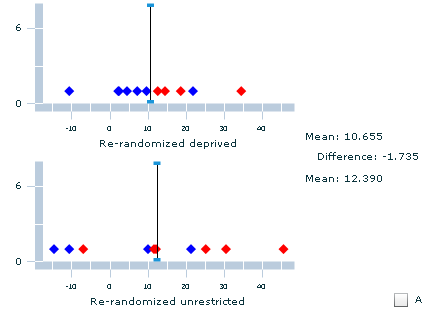 6
0
-10 0 10 20 30 40
Re-randomized deprived
Mean: 10.655
Difference: -1.735
Mean: 12.390
6
0
-10 0 10 20 30 40
Re-randomized unrestricted
A